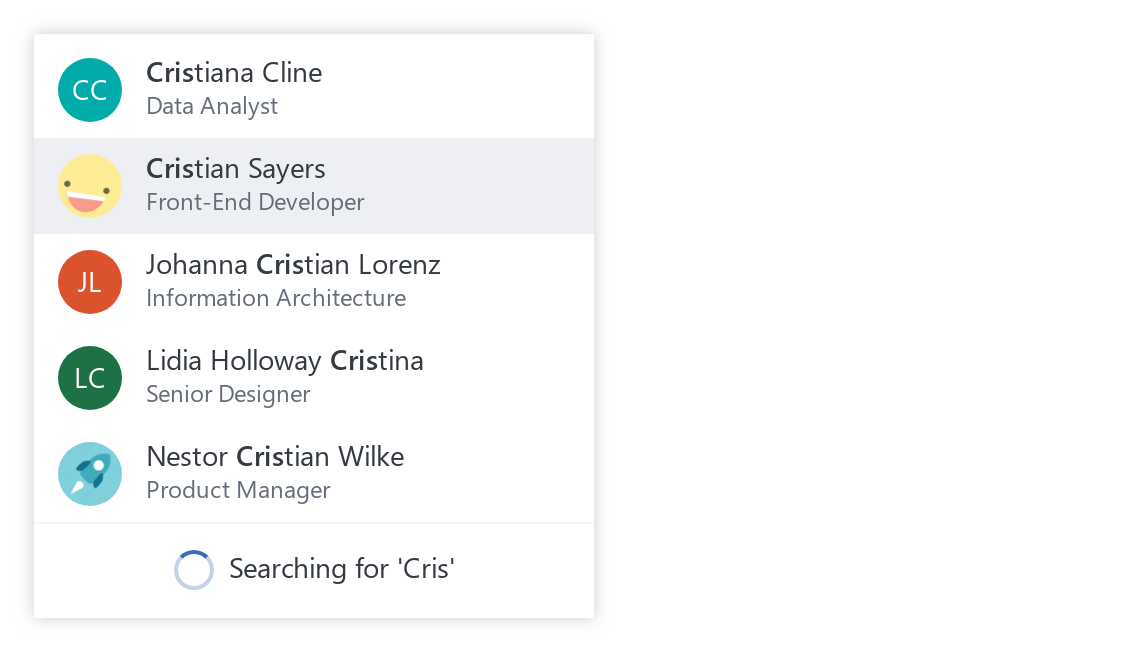 CC
Cristiana Cline
Data Analyst
Cristian Sayers
Front-End Developer
JL
Johanna Cristian Lorenz
Information Architecture
LC
Lidia Holloway Cristina
Senior Designer
Nestor Cristian Wilke
Product Manager
Searching for 'Cris'